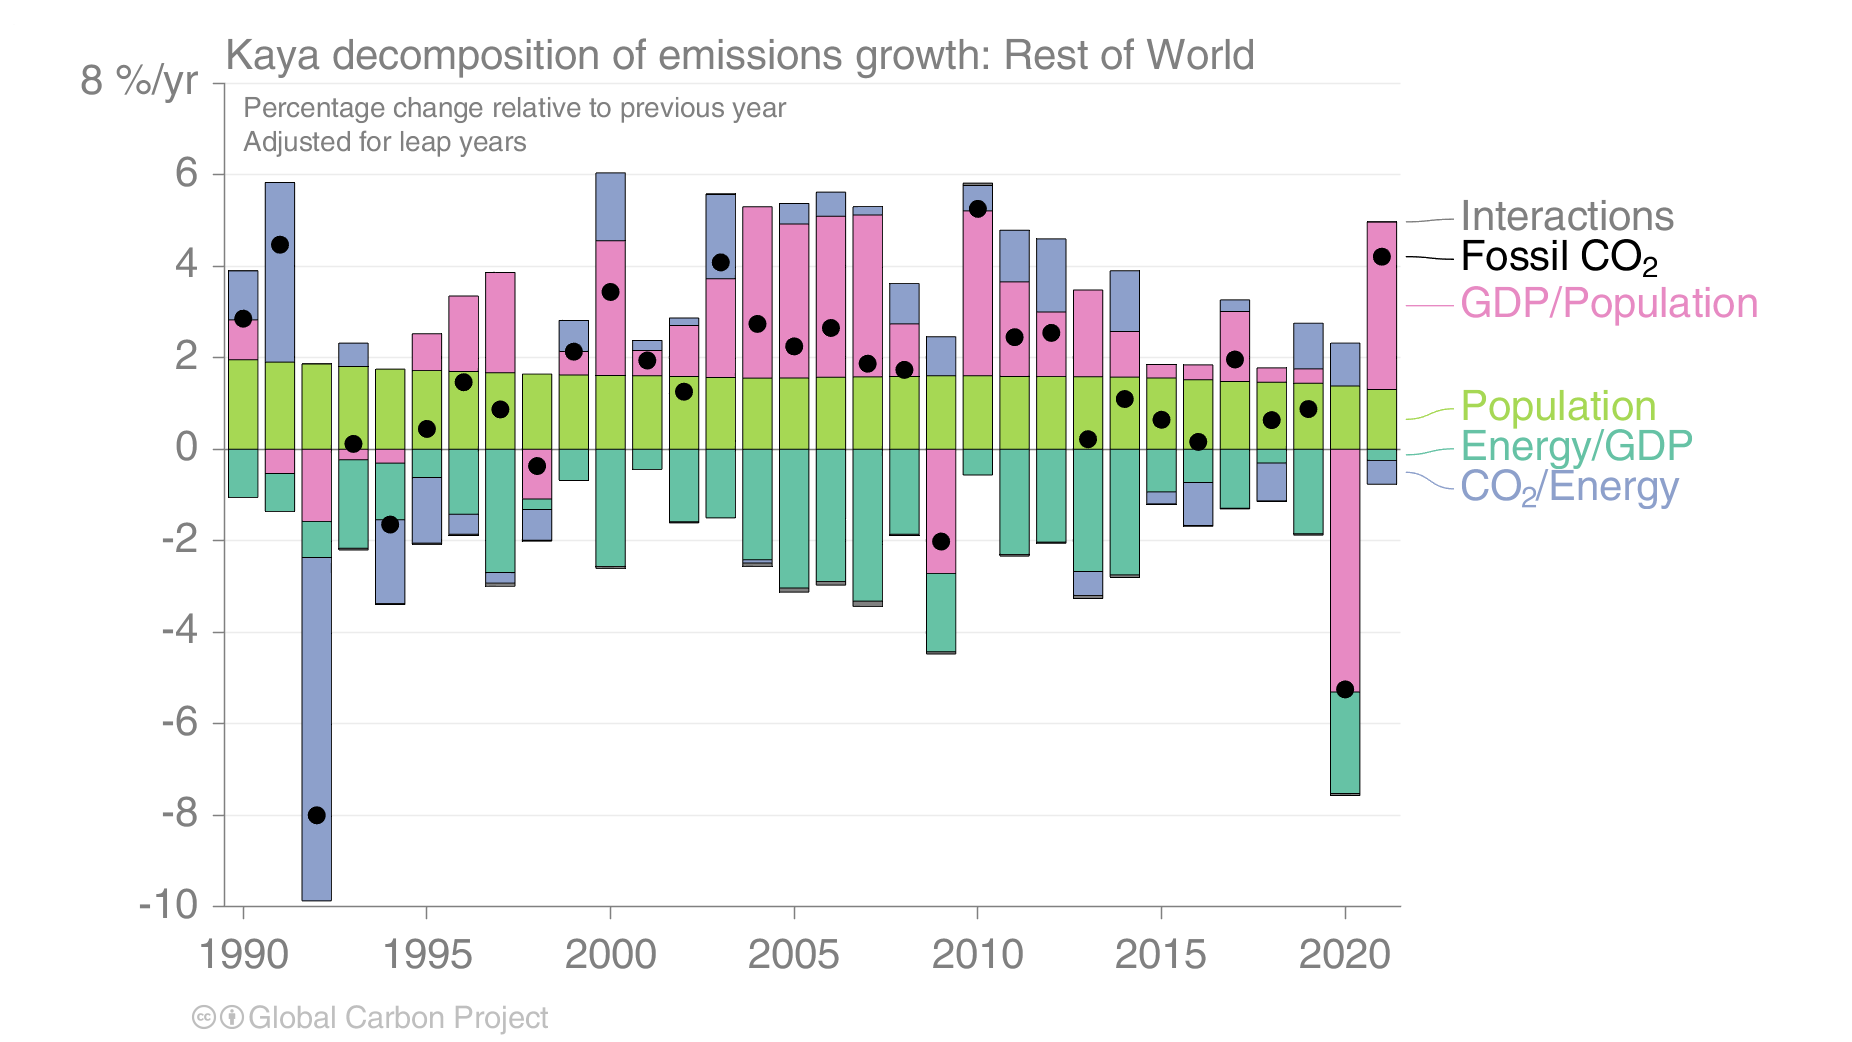 Kaya decomposition of emissions growth: Rest of World
8 %/yr
Percentage change relative to previous year
Adjusted for leap years
6
4
2
0
-2
-4
-6
-8
-10
Interactions
Fossil CO₂
GDP/Population
Population
Energy/GDP
CO₂/Energy
1990 1995 2000 2005 2010 2015 2020
cc Global Carbon Project